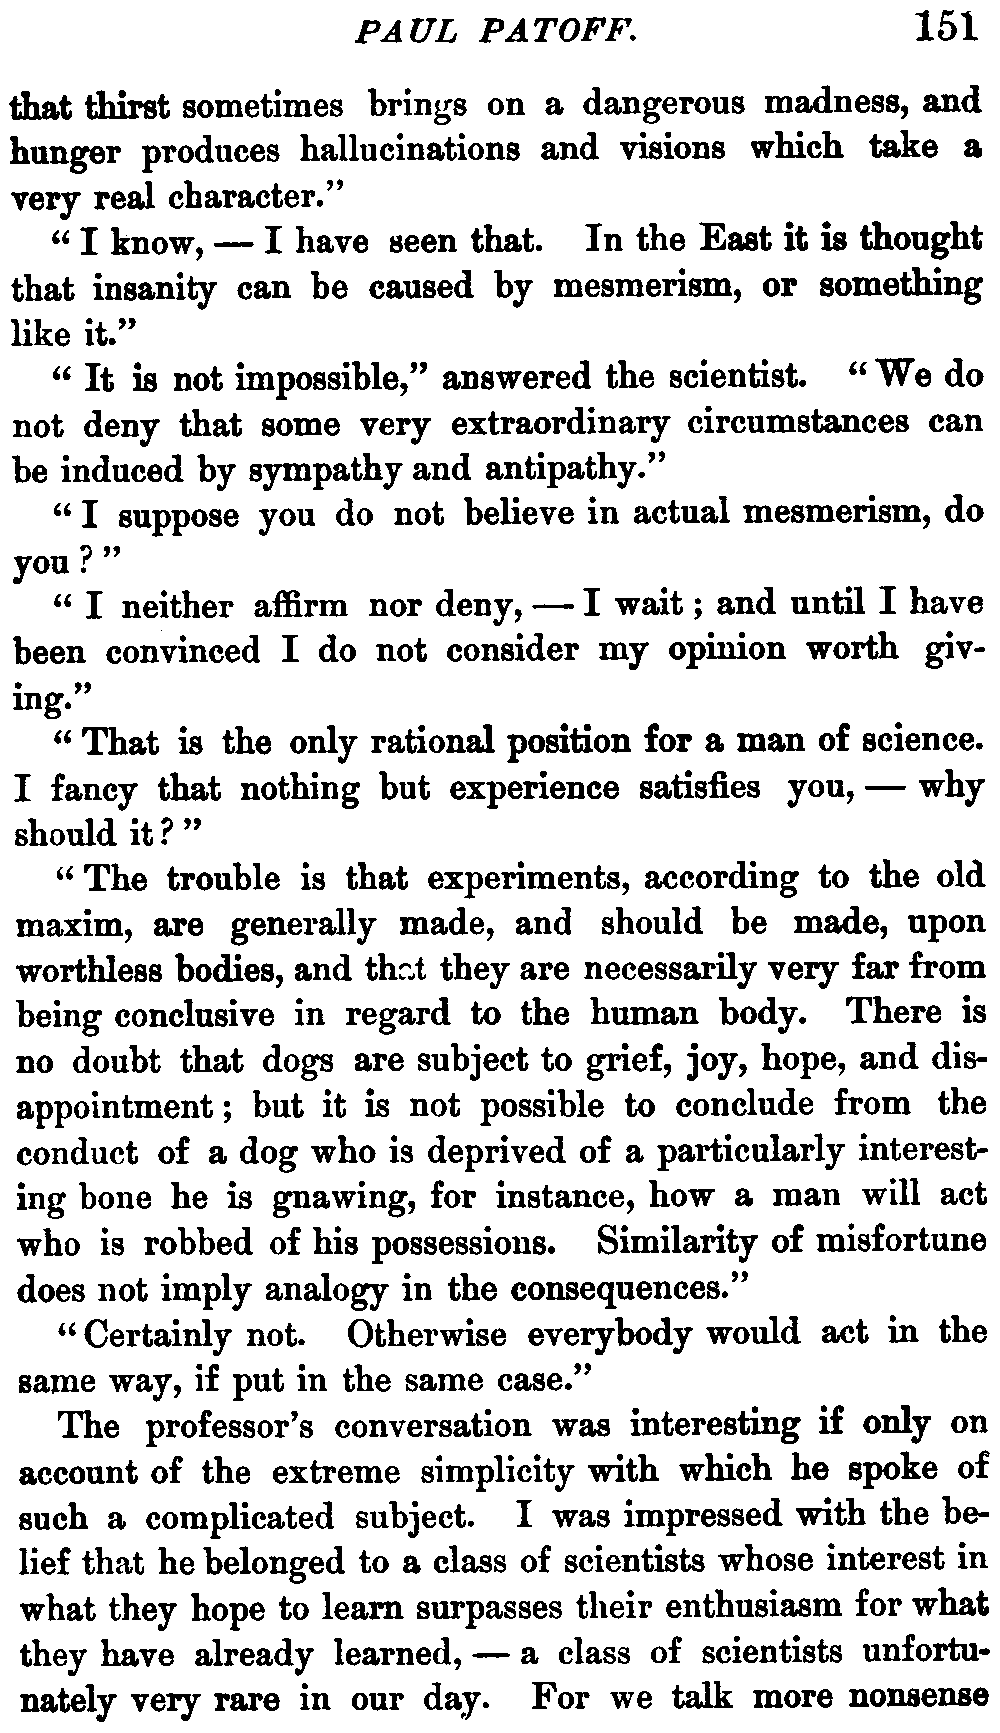 PAUL PATOFF. 151
that thirst sometimes brings on a dangerous madness, and
hunger produces hallucinations and visions which take a
very real character."
" I know, — I have seen that. In the East it is thought
that insanity can be caused by mesmerism, or something
like it."
" It is not impossible," answered the scientist. " We do
not deny that some very extraordinary circumstances can
be induced by sympathy and antipathy."
" I suppose you do not believe in actual mesmerism, do
you ? "
" I neither affirm nor deny, — I wait ; and until I have
been convinced I do not consider my opinion worth giv-
ing."
" That is the only rational position for a man of science.
I fancy that nothing but experience satisfies you, — why
should it ? "
" The trouble is that experiments, according to the old
maxim, are generally made, and should be made, upon
worthless bodies, and that they are necessarily very far from
being conclusive in regard to the human body. There is
no doubt that dogs are subject to grief, joy, hope, and dis-
appointment ; but it is not possible to conclude from the
conduct of a dog who is deprived of a particularly interest-
ing bone he is gnawing, for instance, how a man will act
who is robbed of his possessions. Similarity of misfortune
does not imply analogy in the consequences."
" Certainly not. Otherwise everybody would act in the
same way, if put in the same case."
The professor's conversation was interesting if only on
account of the extreme simplicity with which he spoke of
such a complicated subject. I was impressed with the be-
lief that he belonged to a class of scientists whose interest in
what they hope to learn surpasses their enthusiasm for what
they have already learned, — a class of scientists unfortu-
nately very rare in our day. For we talk more nonsense